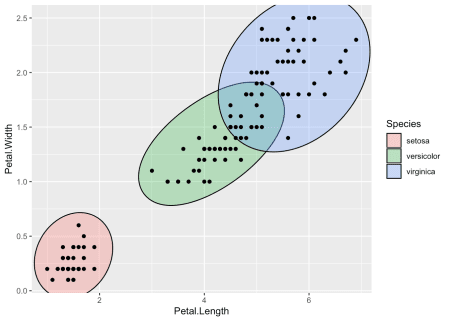 2.5
2.0
1.5
1.0
0.5
0.0
Petal.Width
2 4 6
Petal.Length
Species
setosa
versicolor
virginica